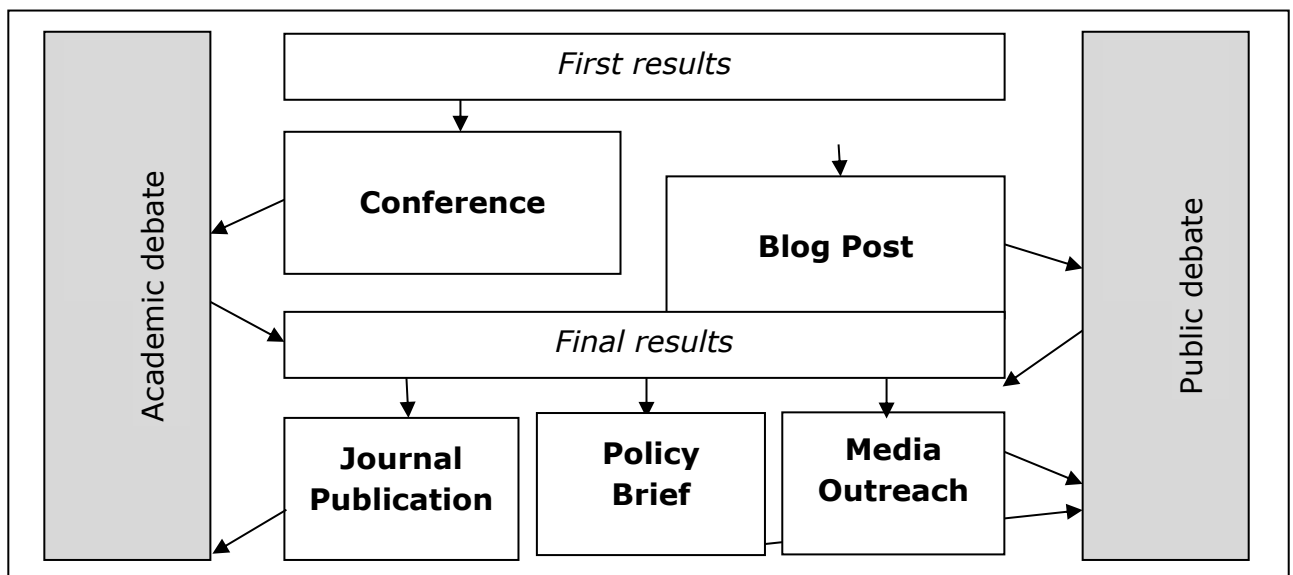 First results
Academic debate
Conference
Blog Post
Public debate
Final results
Journal
Publication
Policy
Brief
Media
Outreach